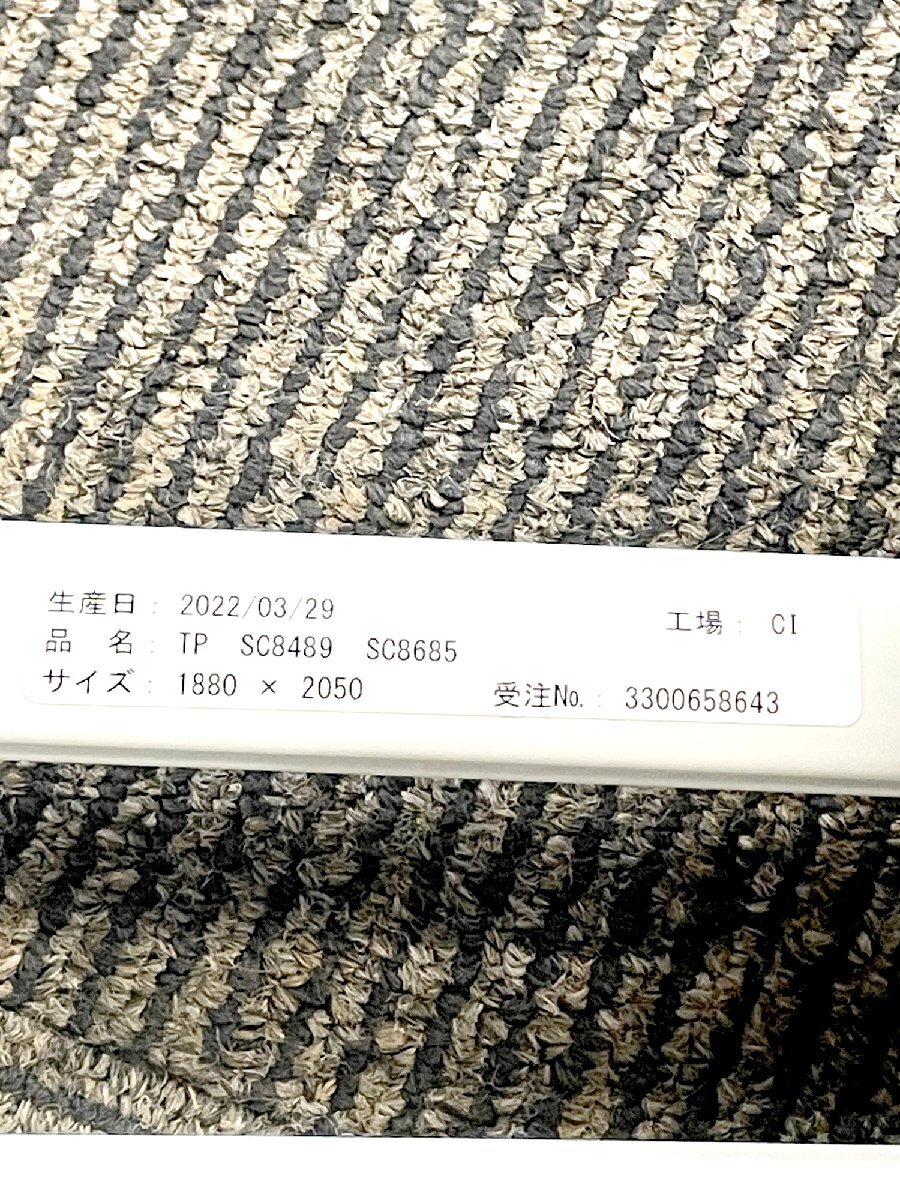 生産日: 2022/03/29 工場: CI
品 名: TP SC8489 SC8685
サイズ: 1880 × 2050 受注№: 3300658643